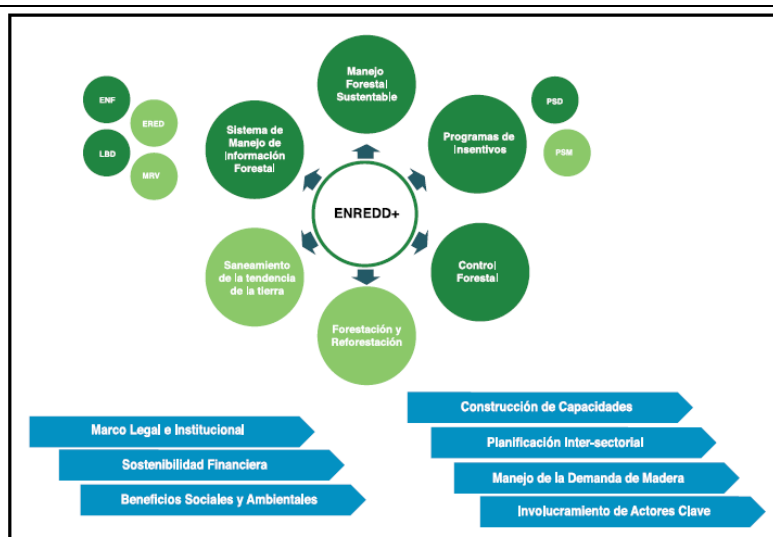 Manejo
Forestal
Sustentable
ENF
ERED
LBD
MRV
Sistema de
Manejo de
Información
Forestal
Programas de
Insentivos
PSD
PSM
ENREDD+
Saneamiento
de la tendencia
de la tierra
Control
Forestal
Forestación y
Reforestación
Marco Legal e Institucional
Sostenibilidad Financiera
Beneficios Sociales y Ambientales
Construcción de Capacidades
Planificación Inter-sectorial
Manejo de la Demanda de Madera
Involucramiento de Actores Clave